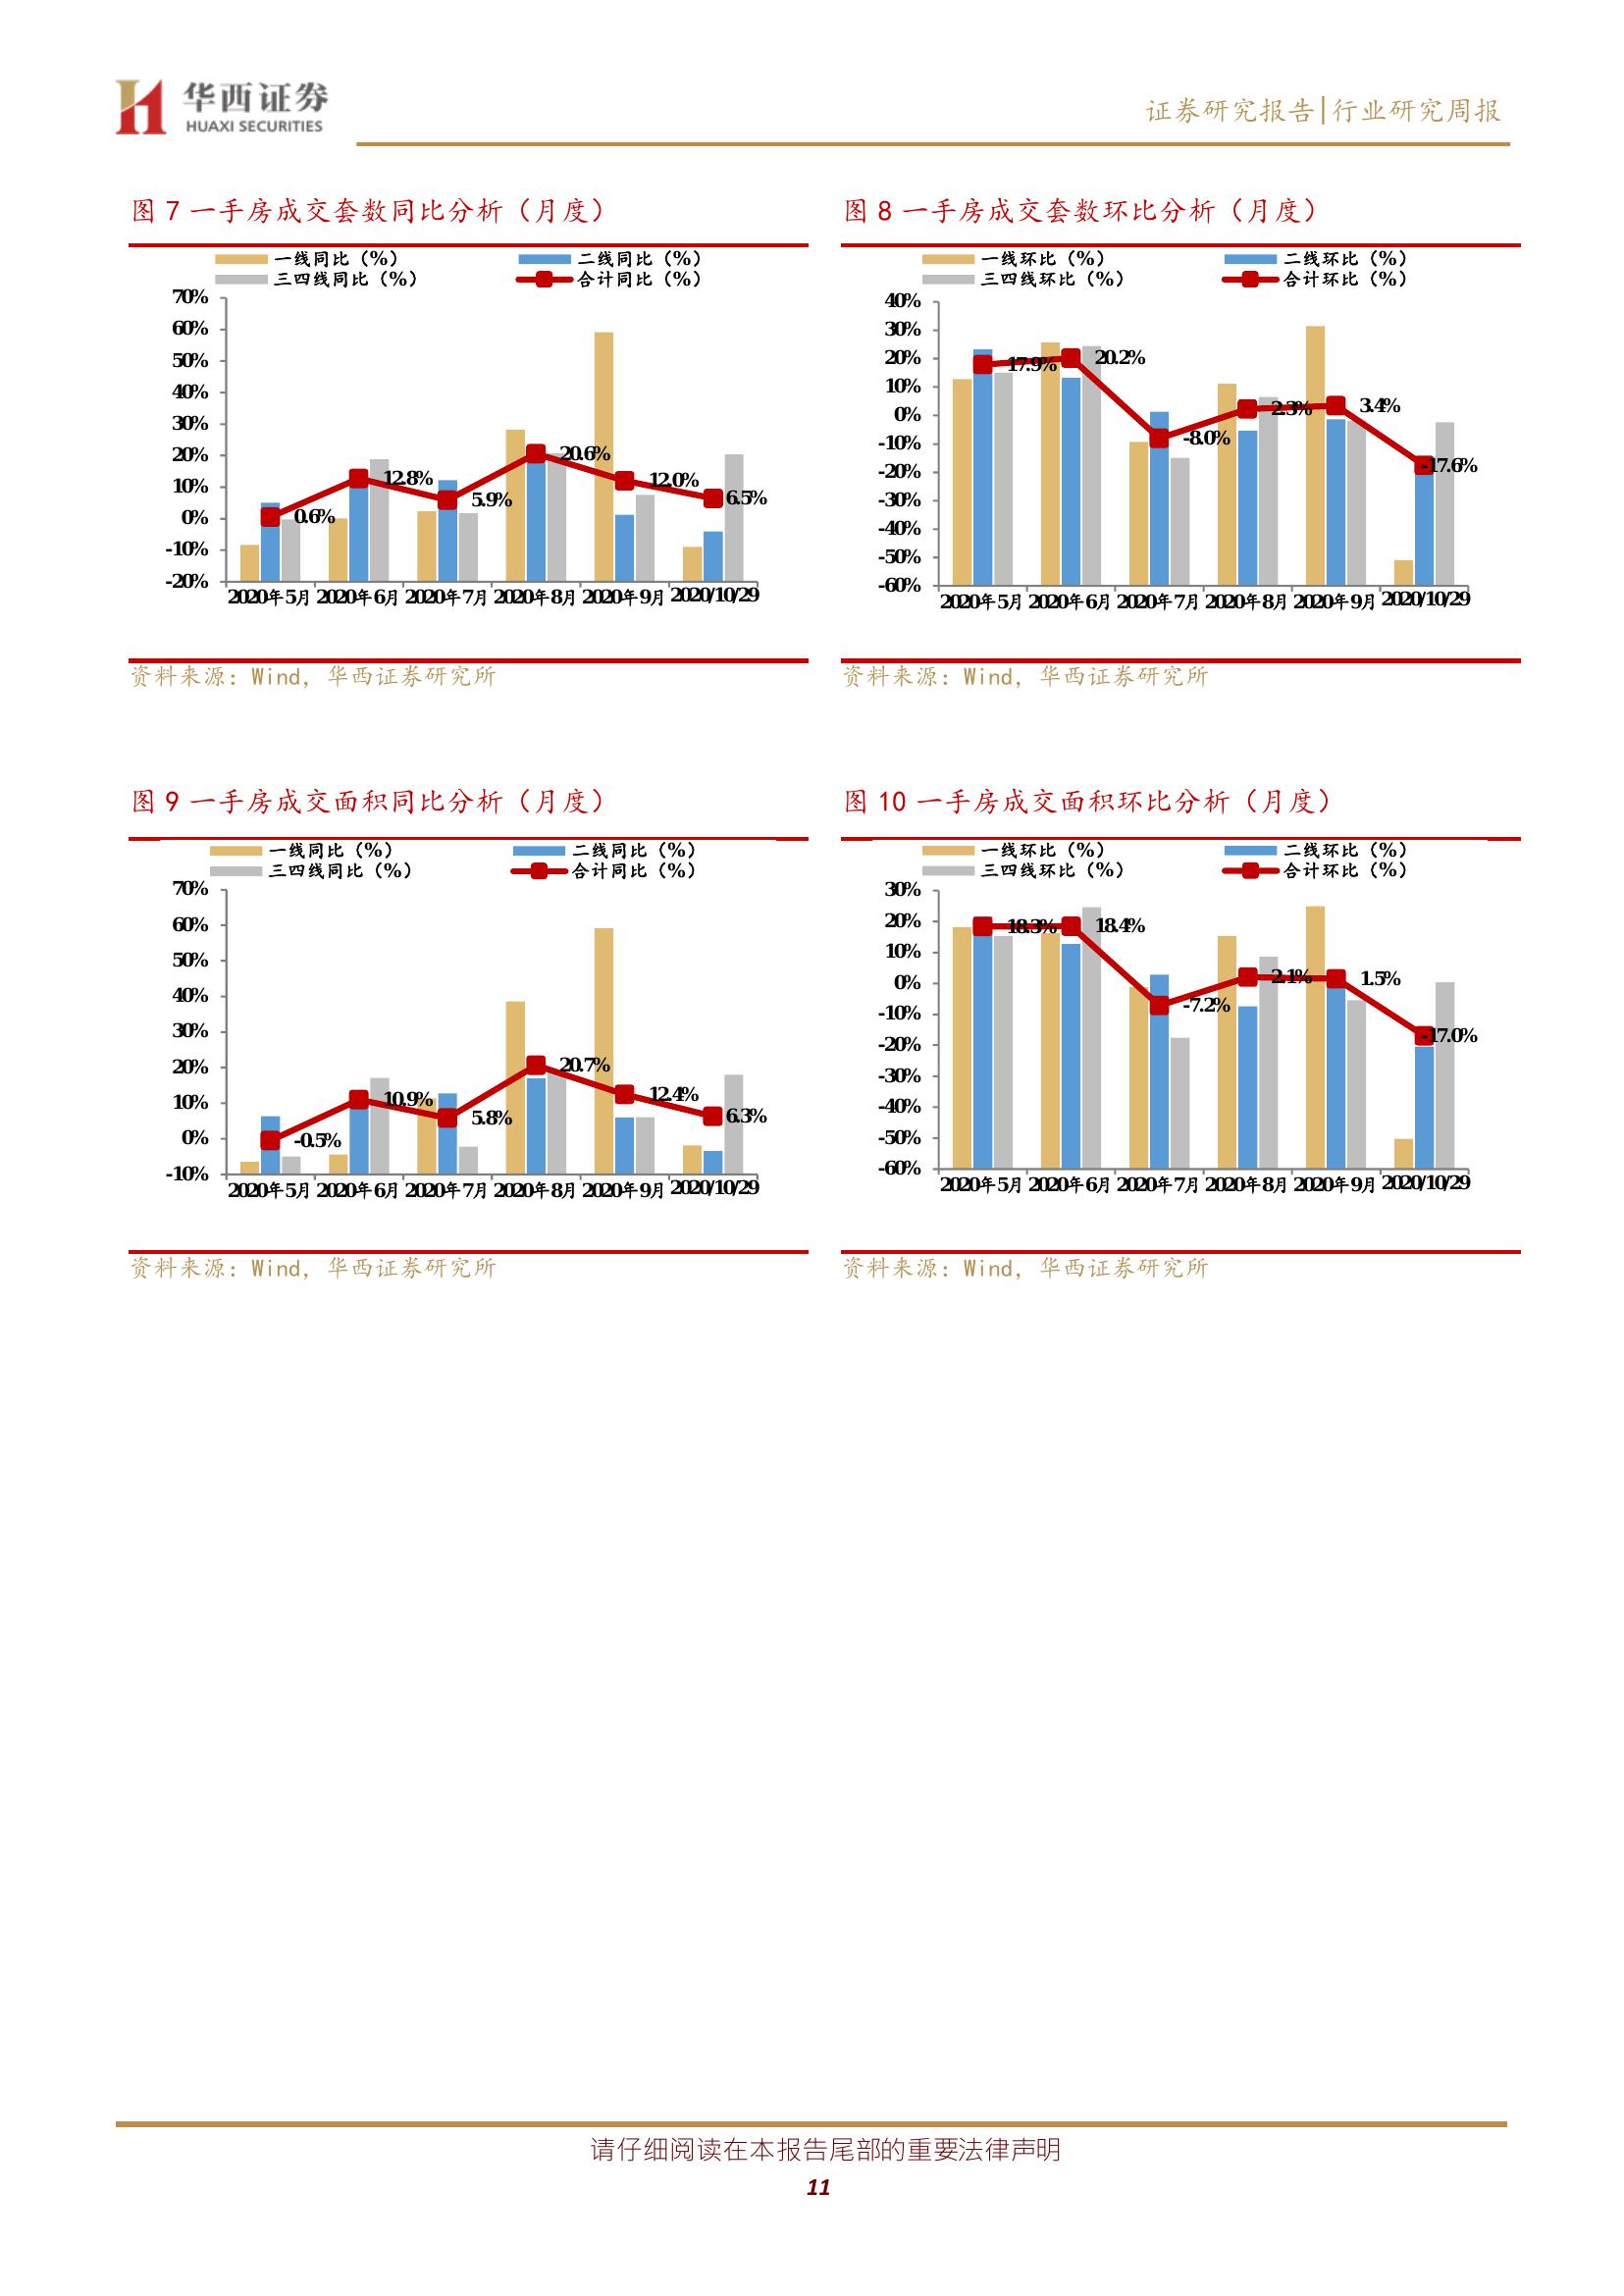 华西证券
HUAXI SECURITIES
证券研究报告|行业研究周报
图 7 一手房成交套数同比分析（月度）
一线同比（%） 二线同比（%）
三四线同比（%） 合计同比（%）
70%
60%
50%
40%
30%
20%
10%
0%
-10%
-20%
0.6% 12.8% 5.9% 20.6% 12.0% 6.5%
2020年5月 2020年6月 2020年7月 2020年8月 2020年9月 2020/10/29
资料来源：Wind，华西证券研究所
图 8 一手房成交套数环比分析（月度）
一线环比（%） 二线环比（%）
三四线环比（%） 合计环比（%）
40%
30%
20%
10%
0%
-10%
-20%
-30%
-40%
-50%
-60%
17.9% 20.2% -8.0% 2.3% 3.4% -17.6%
2020年5月 2020年6月 2020年7月 2020年8月 2020年9月 2020/10/29
资料来源：Wind，华西证券研究所
图 9 一手房成交面积同比分析（月度）
一线同比（%） 二线同比（%）
三四线同比（%） 合计同比（%）
70%
60%
50%
40%
30%
20%
10%
0%
-10%
-0.5% 10.9% 5.8% 20.7% 12.4% 6.3%
2020年5月 2020年6月 2020年7月 2020年8月 2020年9月 2020/10/29
资料来源：Wind，华西证券研究所
图 10 一手房成交面积环比分析（月度）
一线环比（%） 二线环比（%）
三四线环比（%） 合计环比（%）
30%
20%
10%
0%
-10%
-20%
-30%
-40%
-50%
-60%
18.3% 18.4% -7.2% 2.1% 1.5% -17.0%
2020年5月 2020年6月 2020年7月 2020年8月 2020年9月 2020/10/29
资料来源：Wind，华西证券研究所
请仔细阅读在本报告尾部的重要法律声明
11